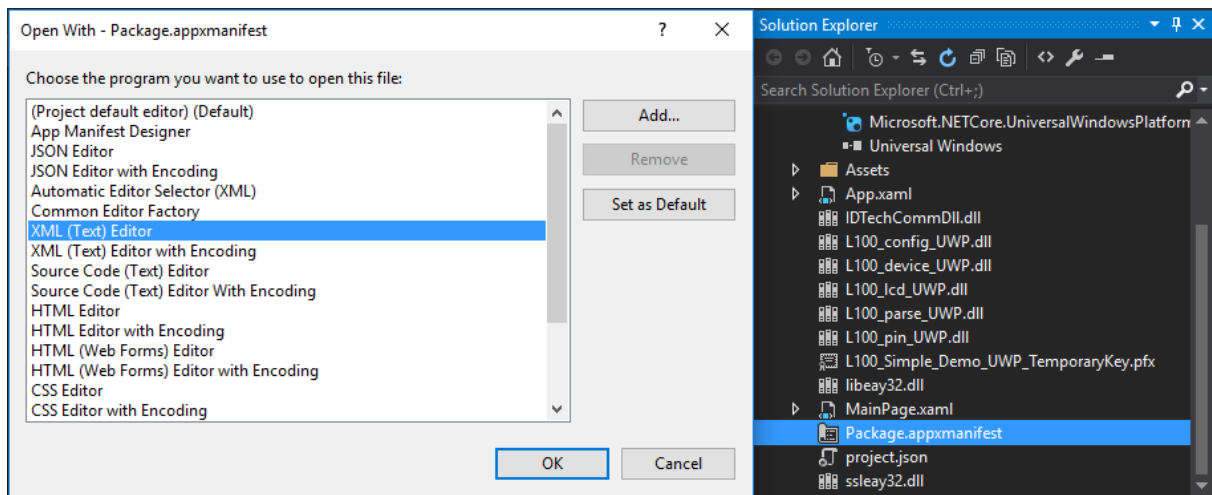 Open With - Package.appxmanifest
Choose the program you want to use to open this file:
(Project default editor) (Default)
App Manifest Designer
JSON Editor
JSON Editor with Encoding
Automatic Editor Selector (XML)
Common Editor Factory
XML (Text) Editor
XML (Text) Editor with Encoding
Source Code (Text) Editor
Source Code (Text) Editor With Encoding
HTML Editor
HTML Editor with Encoding
HTML (Web Forms) Editor
HTML (Web Forms) Editor with Encoding
CSS Editor
CSS Editor with Encoding
Add...
Remove
Set as Default
OK
Cancel
Solution Explorer
Search Solution Explorer (Ctrl+;)
Microsoft.NETCore.UniversalWindowsPlatform
Universal Windows
Assets
App.xaml
IDTechCommDll.dll
L100_config_UWP.dll
L100_device_UWP.dll
L100_lcd_UWP.dll
L100_parse_UWP.dll
L100_pin_UWP.dll
L100_Simple_Demo_UWP_TemporaryKey.pfx
libeay32.dll
MainPage.xaml
Package.appxmanifest
project.json
ssleay32.dll